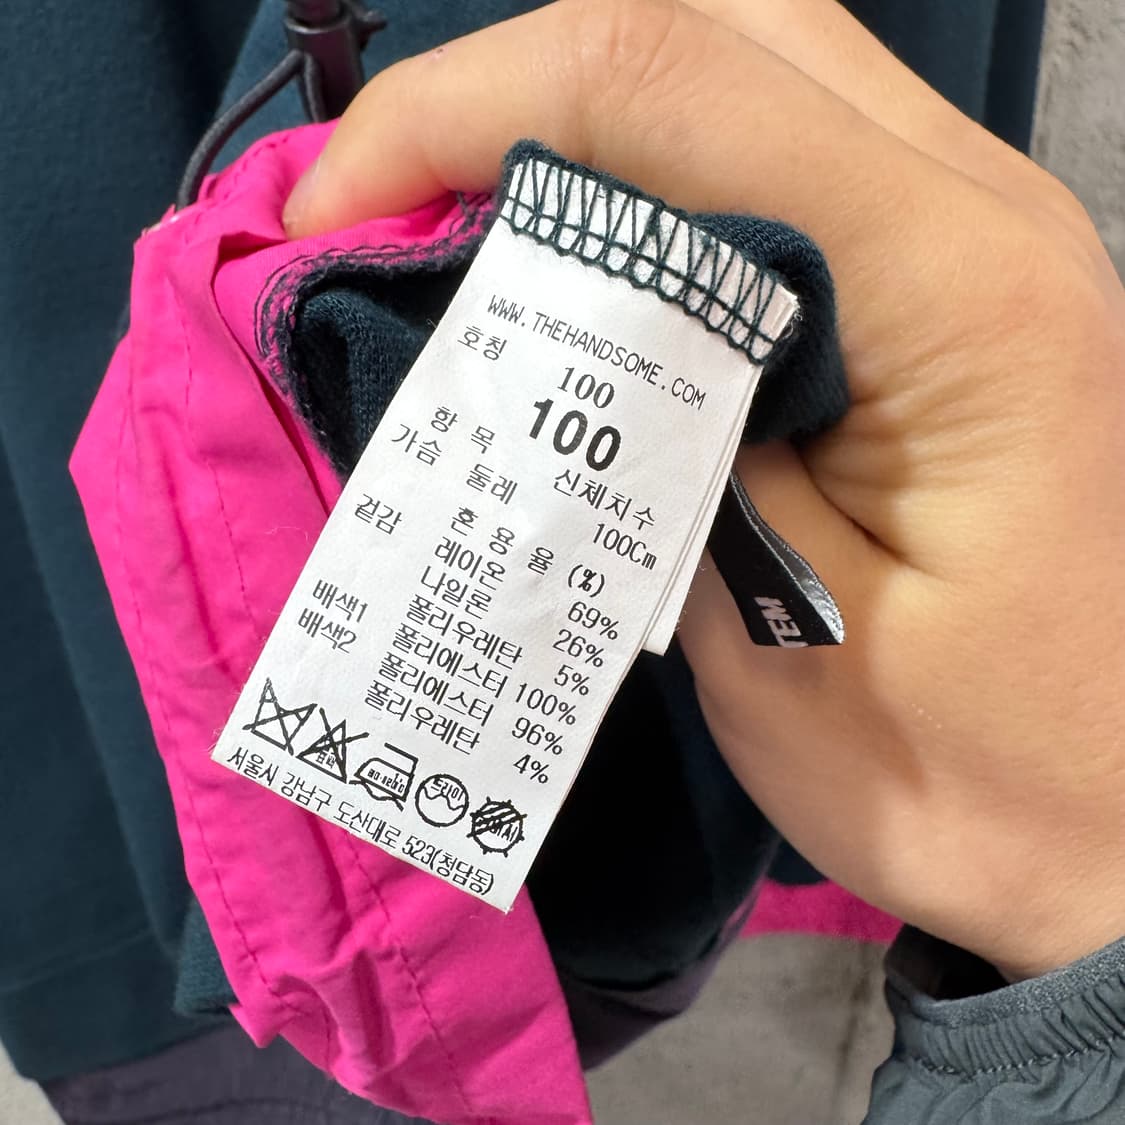 WWW.THEHANDSOME.COM
호칭 100
100
항 목 신체치수
가슴 둘레 100Cm
혼 용 율 (%)
겉감 레이온 69%
나일론 26%
폴리우레탄 5%
배색1 폴리에스터 100%
배색2 폴리에스터 96%
폴리우레탄 4%
드라이
서울시 강남구 도산대로 523(청담동)